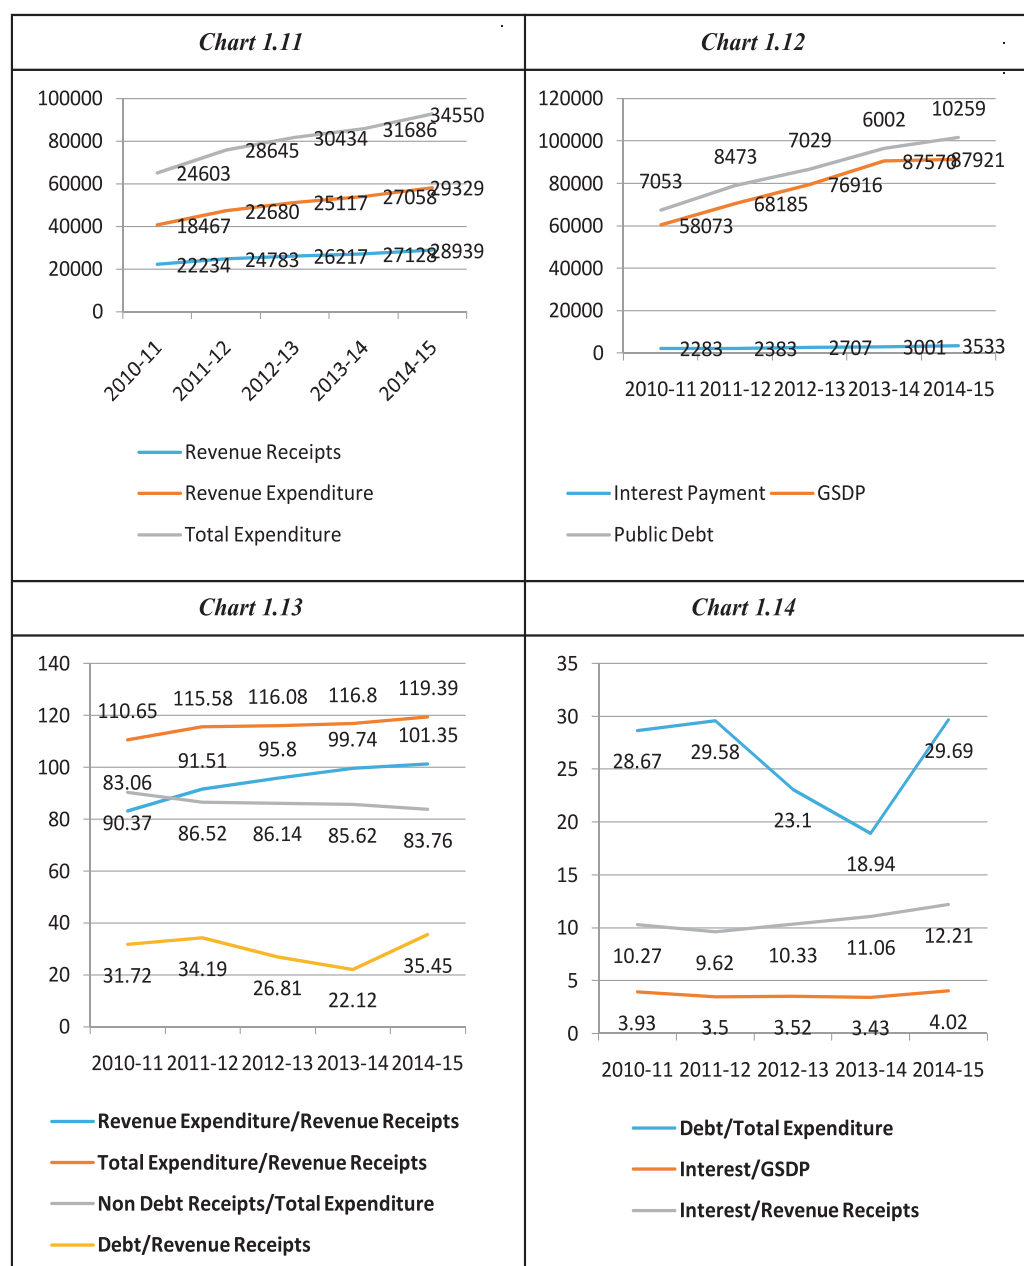 Chart 1.11
100000
80000
60000
40000
20000
0
24603 28645 30434 31686 34550
18467 22680 25117 27058 29329
22234 24783 26217 27128 28939
2010-11 2011-12 2012-13 2013-14 2014-15
Revenue Receipts
Revenue Expenditure
Total Expenditure
Chart 1.12
120000
100000
80000
60000
40000
20000
0
7053 8473 7029 6002 10259
58073 68185 76916 87570 87921
2283 2383 2707 3001 3533
2010-11 2011-12 2012-13 2013-14 2014-15
Interest Payment GSDP
Public Debt
Chart 1.13
140
120
100
80
60
40
20
0
110.65 115.58 116.08 116.8 119.39
83.06 91.51 95.8 99.74 101.35
90.37 86.52 86.14 85.62 83.76
31.72 34.19 26.81 22.12 35.45
2010-11 2011-12 2012-13 2013-14 2014-15
Revenue Expenditure/Revenue Receipts
Total Expenditure/Revenue Receipts
Non Debt Receipts/Total Expenditure
Debt/Revenue Receipts
Chart 1.14
35
30
25
20
15
10
5
0
28.67 29.58 23.1 18.94 29.69
10.27 9.62 10.33 11.06 12.21
3.93 3.5 3.52 3.43 4.02
2010-11 2011-12 2012-13 2013-14 2014-15
Debt/Total Expenditure
Interest/GSDP
Interest/Revenue Receipts